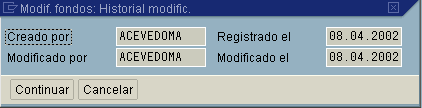 Modif. fondos: Historial modific.
Creado por ACEVEDOMA Registrado el 08.04.2002
Modificado por ACEVEDOMA Modificado el 08.04.2002
Continuar Cancelar